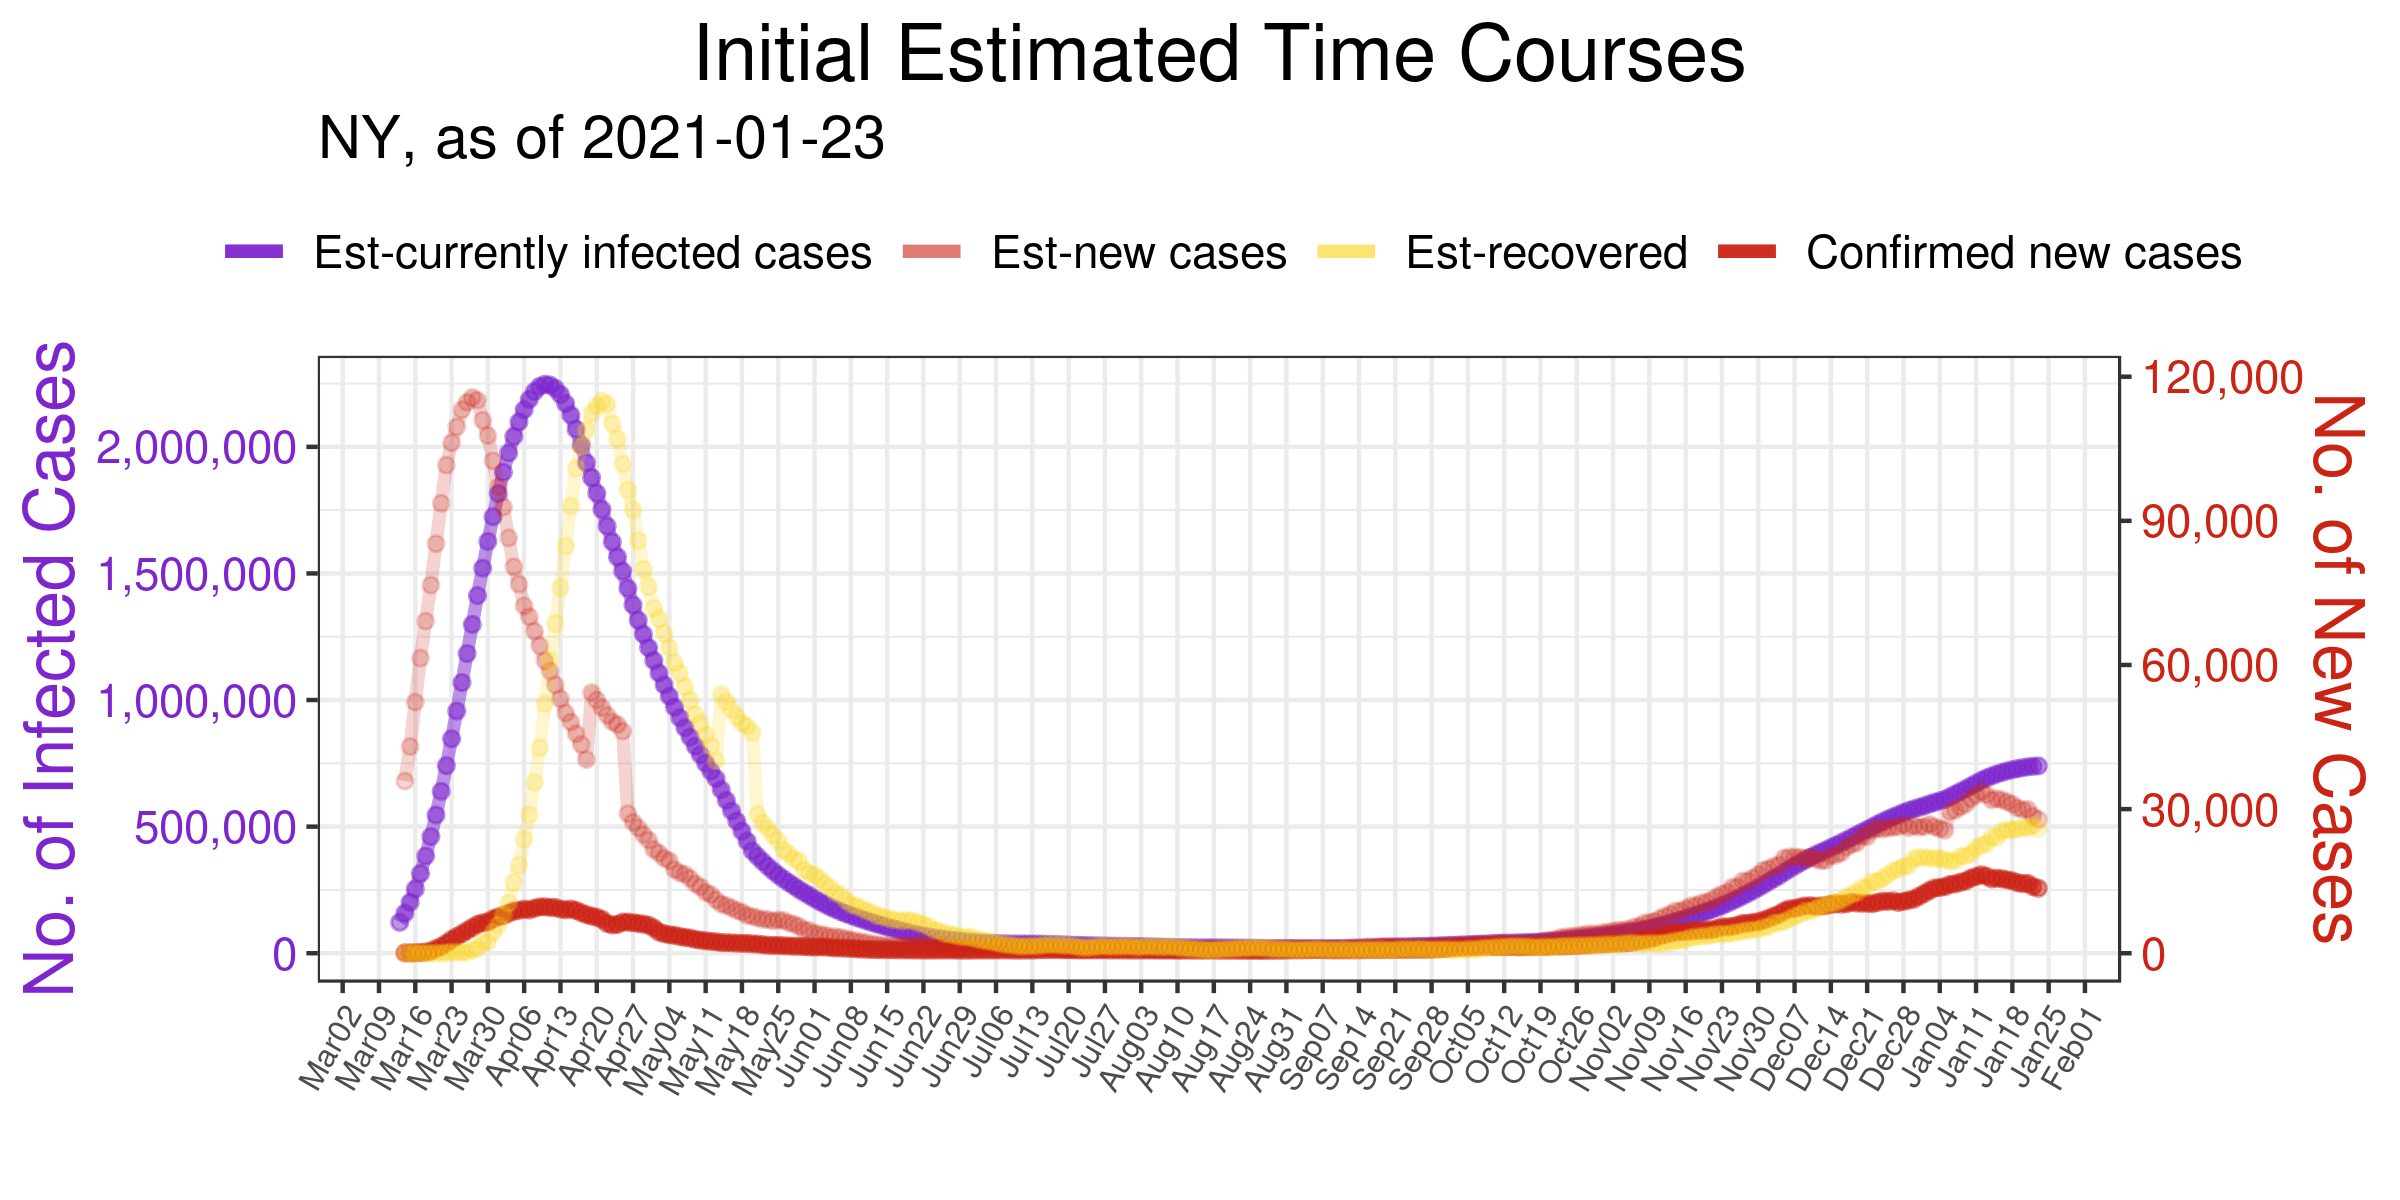 Initial Estimated Time Courses
NY, as of 2021-01-23
Est-currently infected cases Est-new cases Est-recovered Confirmed new cases
No. of Infected Cases
2,000,000
1,500,000
1,000,000
500,000
0
120,000
90,000
60,000
30,000
0
No. of New Cases
Mar02 Mar09 Mar16 Mar23 Mar30 Apr06 Apr13 Apr20 Apr27 May04 May11 May18 May25 Jun01 Jun08 Jun15 Jun22 Jun29 Jul06 Jul13 Jul20 Jul27 Aug03 Aug10 Aug17 Aug24 Aug31 Sep07 Sep14 Sep21 Sep28 Oct05 Oct12 Oct19 Oct26 Nov02 Nov09 Nov16 Nov23 Nov30 Dec07 Dec14 Dec21 Dec28 Jan04 Jan11 Jan18 Jan25 Feb01